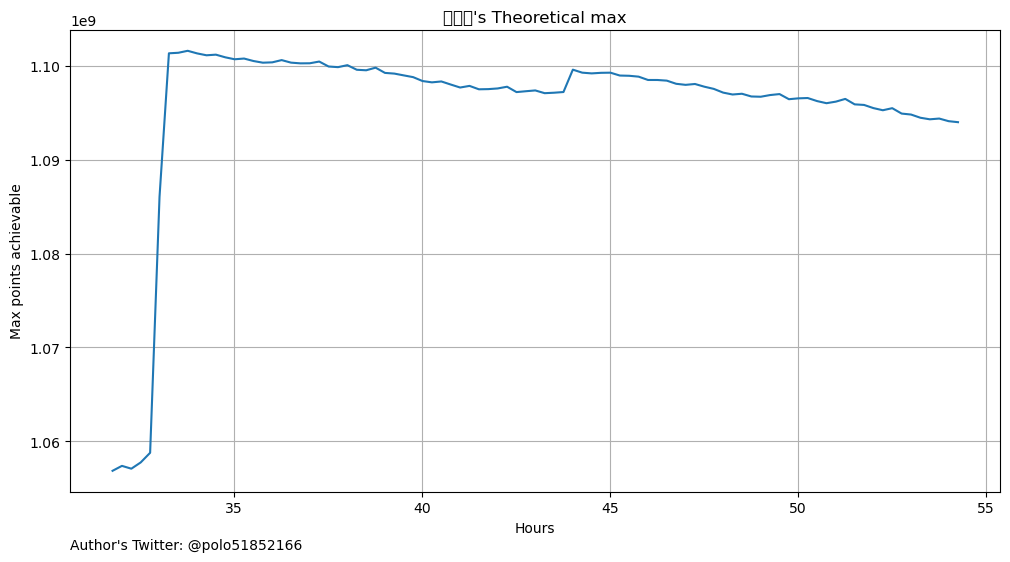 1e9
's Theoretical max
1.10
1.09
1.08
1.07
1.06
Max points achievable
35
40
45
50
55
Hours
Author's Twitter: @polo51852166